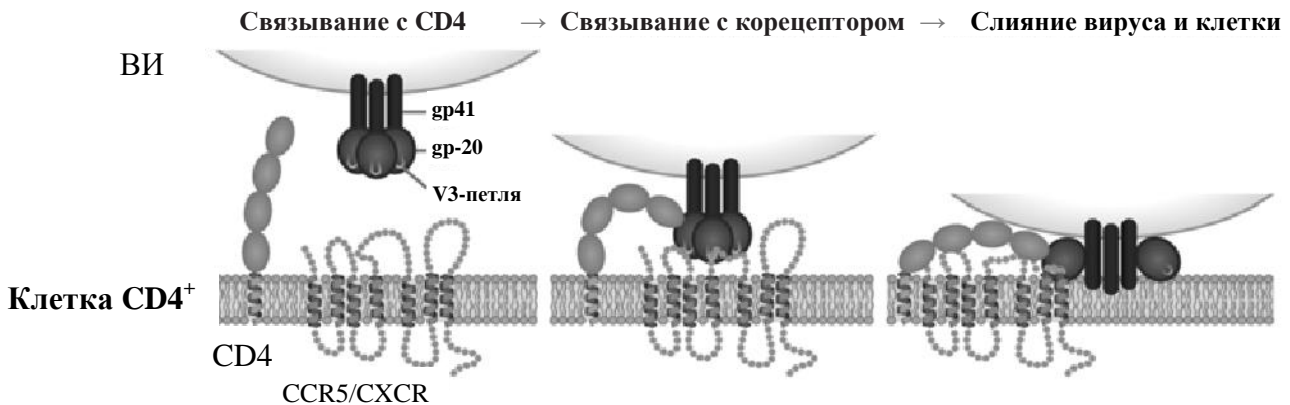 Связывание с CD4 → Связывание с корецептором → Слияние вируса и клетки
ВИ
gp41
gp-20
V3-петля
Клетка CD4⁺
CD4
CCR5/CXCR